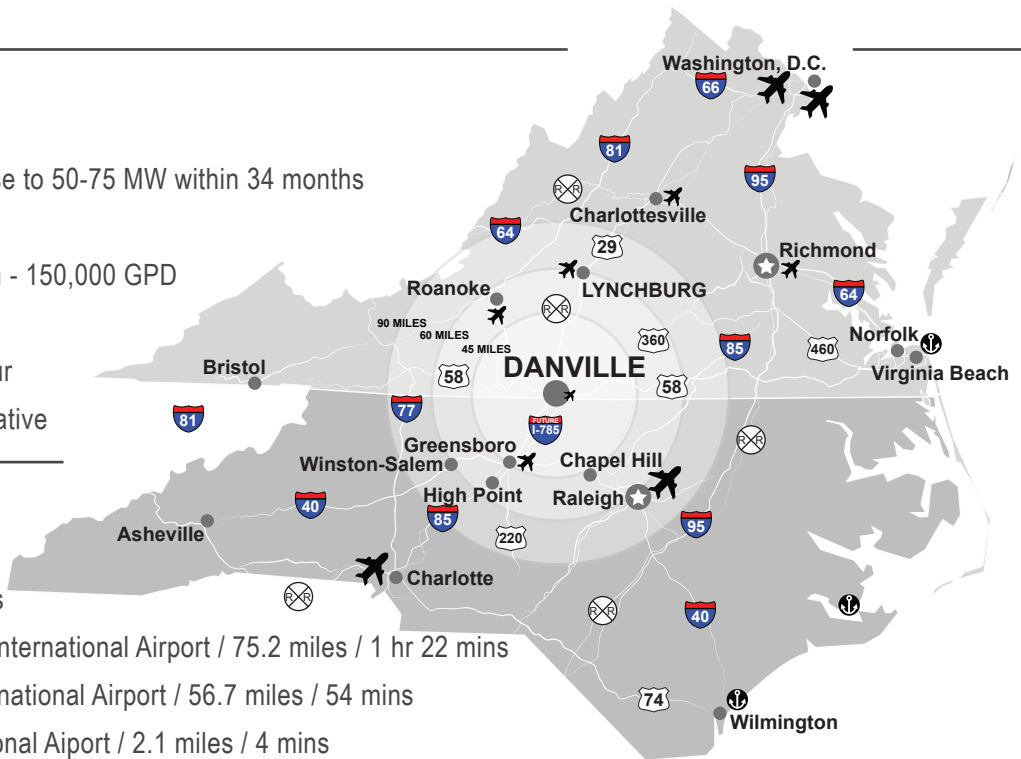 Washington, D.C.
66
81
se to 50-75 MW within 34 months
95
R R
Charlottesville
64
29
Richmond
n - 150,000 GPD
Roanoke
LYNCHBURG
64
R R
90 MILES
60 MILES
45 MILES
360
85
460
Norfolk
Virginia Beach
Bristol
ur
58
DANVILLE
58
81
77
ative
FUTURE
I-785
R R
Greensboro
Winston-Salem
Chapel Hill
High Point
Raleigh
40
85
95
Asheville
220
Charlotte
R R
R R
40
s
nternational Airport / 75.2 miles / 1 hr 22 mins
rnational Airport / 56.7 miles / 54 mins
74
Wilmington
onal Aiport / 2.1 miles / 4 mins